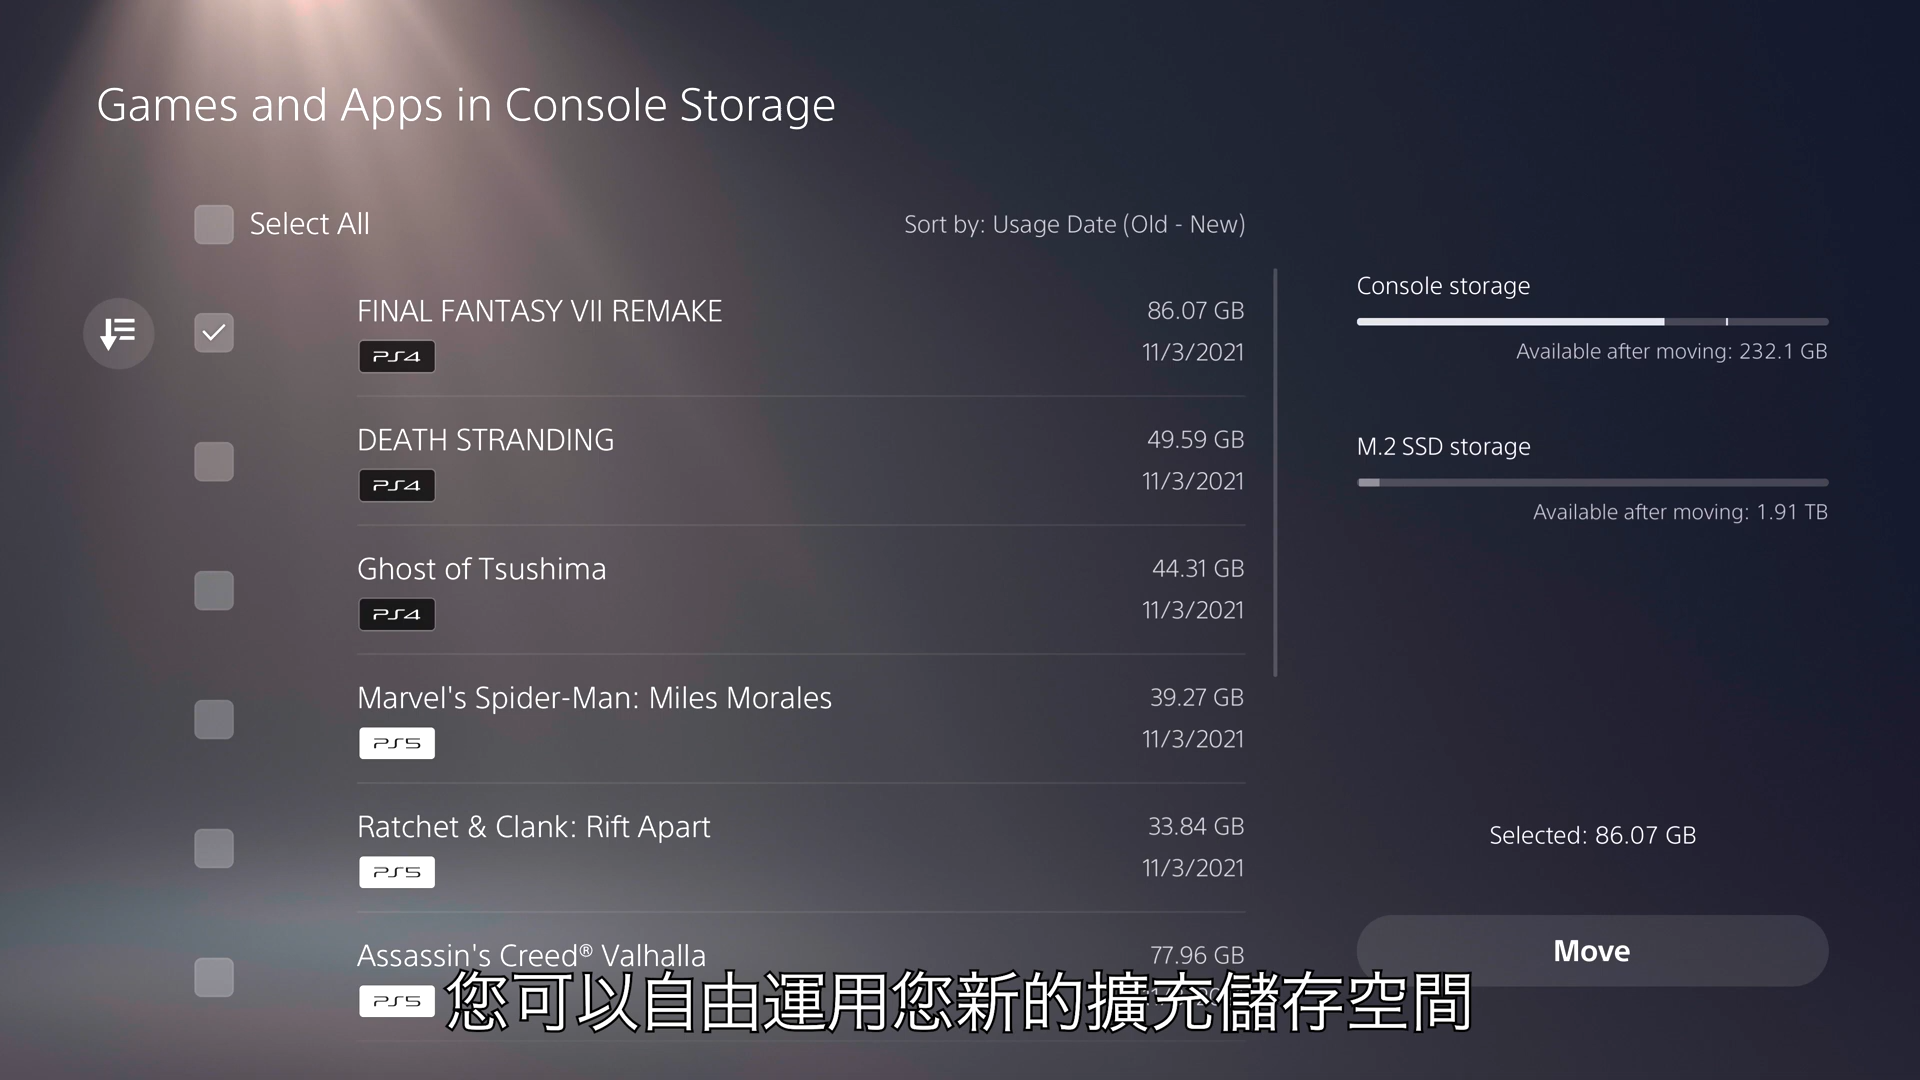 Games and Apps in Console Storage
Select All
Sort by: Usage Date (Old - New)
FINAL FANTASY VII REMAKE
86.07 GB
PS4
11/3/2021
DEATH STRANDING
49.59 GB
PS4
11/3/2021
Ghost of Tsushima
44.31 GB
PS4
11/3/2021
Marvel's Spider-Man: Miles Morales
39.27 GB
PS5
11/3/2021
Ratchet & Clank: Rift Apart
33.84 GB
PS5
11/3/2021
Assassin's Creed® Valhalla
77.96 GB
PS5
Console storage
Available after moving: 232.1 GB
M.2 SSD storage
Available after moving: 1.91 TB
Selected: 86.07 GB
Move
您可以自由運用您新的擴充儲存空間